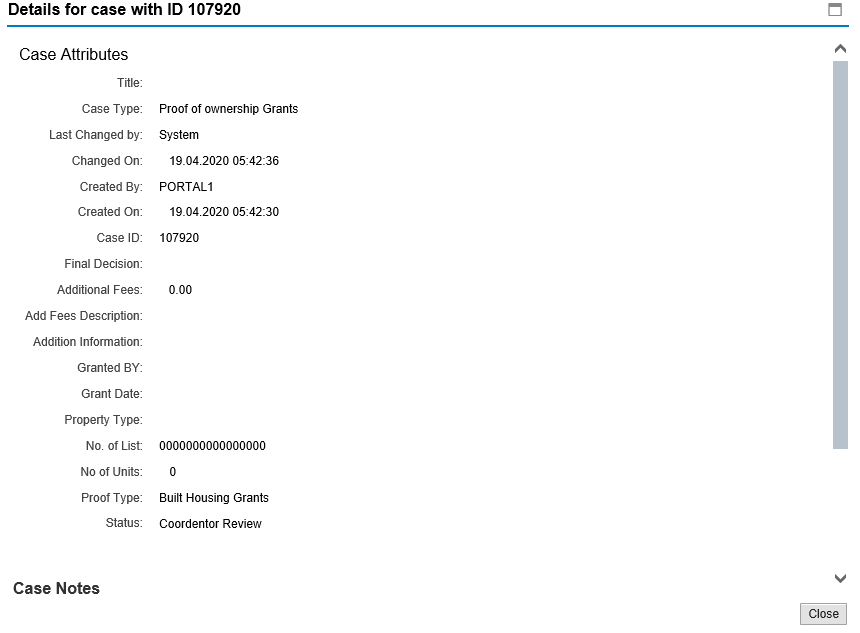 Details for case with ID 107920
Case Attributes
Title:
Case Type: Proof of ownership Grants
Last Changed by: System
Changed On: 19.04.2020 05:42:36
Created By: PORTAL1
Created On: 19.04.2020 05:42:30
Case ID: 107920
Final Decision:
Additional Fees: 0.00
Add Fees Description:
Addition Information:
Granted BY:
Grant Date:
Property Type:
No. of List: 0000000000000000
No of Units: 0
Proof Type: Built Housing Grants
Status: Coordentor Review
Case Notes
Close